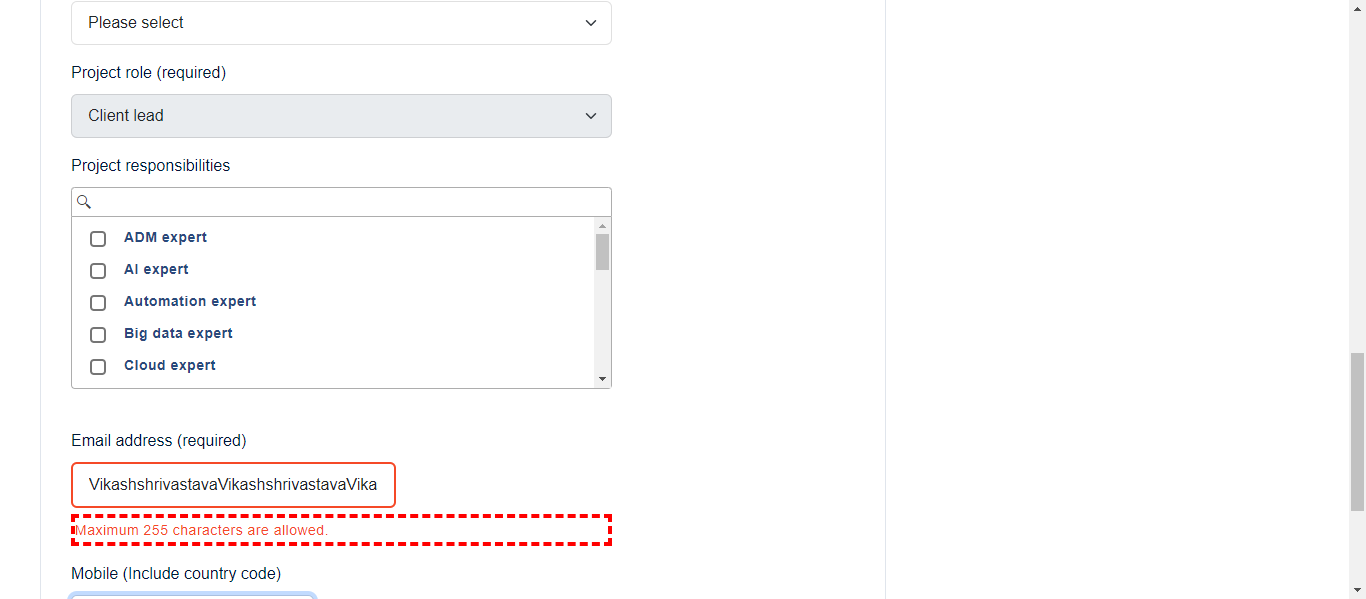 Please select
Project role (required)
Client lead
Project responsibilities
ADM expert
AI expert
Automation expert
Big data expert
Cloud expert
Email address (required)
VikashshrivastavaVikashshrivastavaVika
Maximum 255 characters are allowed.
Mobile (Include country code)